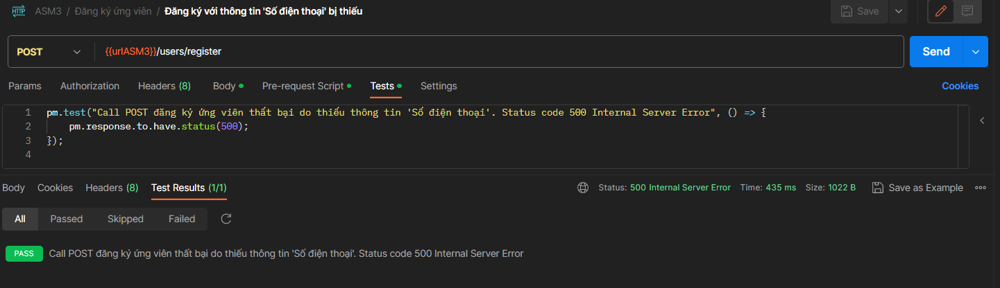 HTTP ASM3 / Đăng ký ứng viên / Đăng ký với thông tin 'Số điện thoại' bị thiếu Save
POST {{urlASM3}}/users/register Send
Params Authorization Headers (8) Body Pre-request Script Tests Settings Cookies
1 pm.test("Call POST đăng ký ứng viên thất bại do thiếu thông tin 'Số điện thoại'. Status code 500 Internal Server Error", () => {
2 pm.response.to.have.status(500);
3 });
4
Body Cookies Headers (8) Test Results (1/1) Status: 500 Internal Server Error Time: 435 ms Size: 1022 B Save as Example
All Passed Skipped Failed
PASS Call POST đăng ký ứng viên thất bại do thiếu thông tin 'Số điện thoại'. Status code 500 Internal Server Error